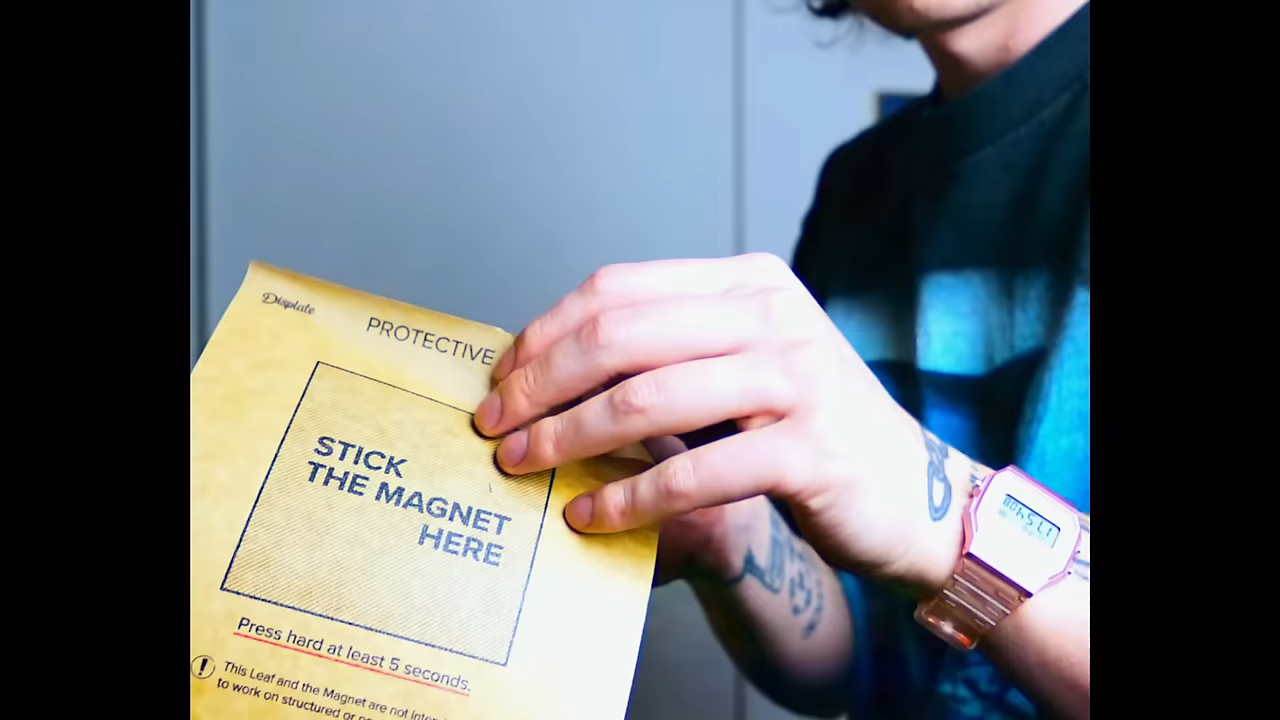 Displate
PROTECTIVE
STICK
THE MAGNET
HERE
Press hard at least 5 seconds.
! This Leaf and the Magnet are not
to work on structured or